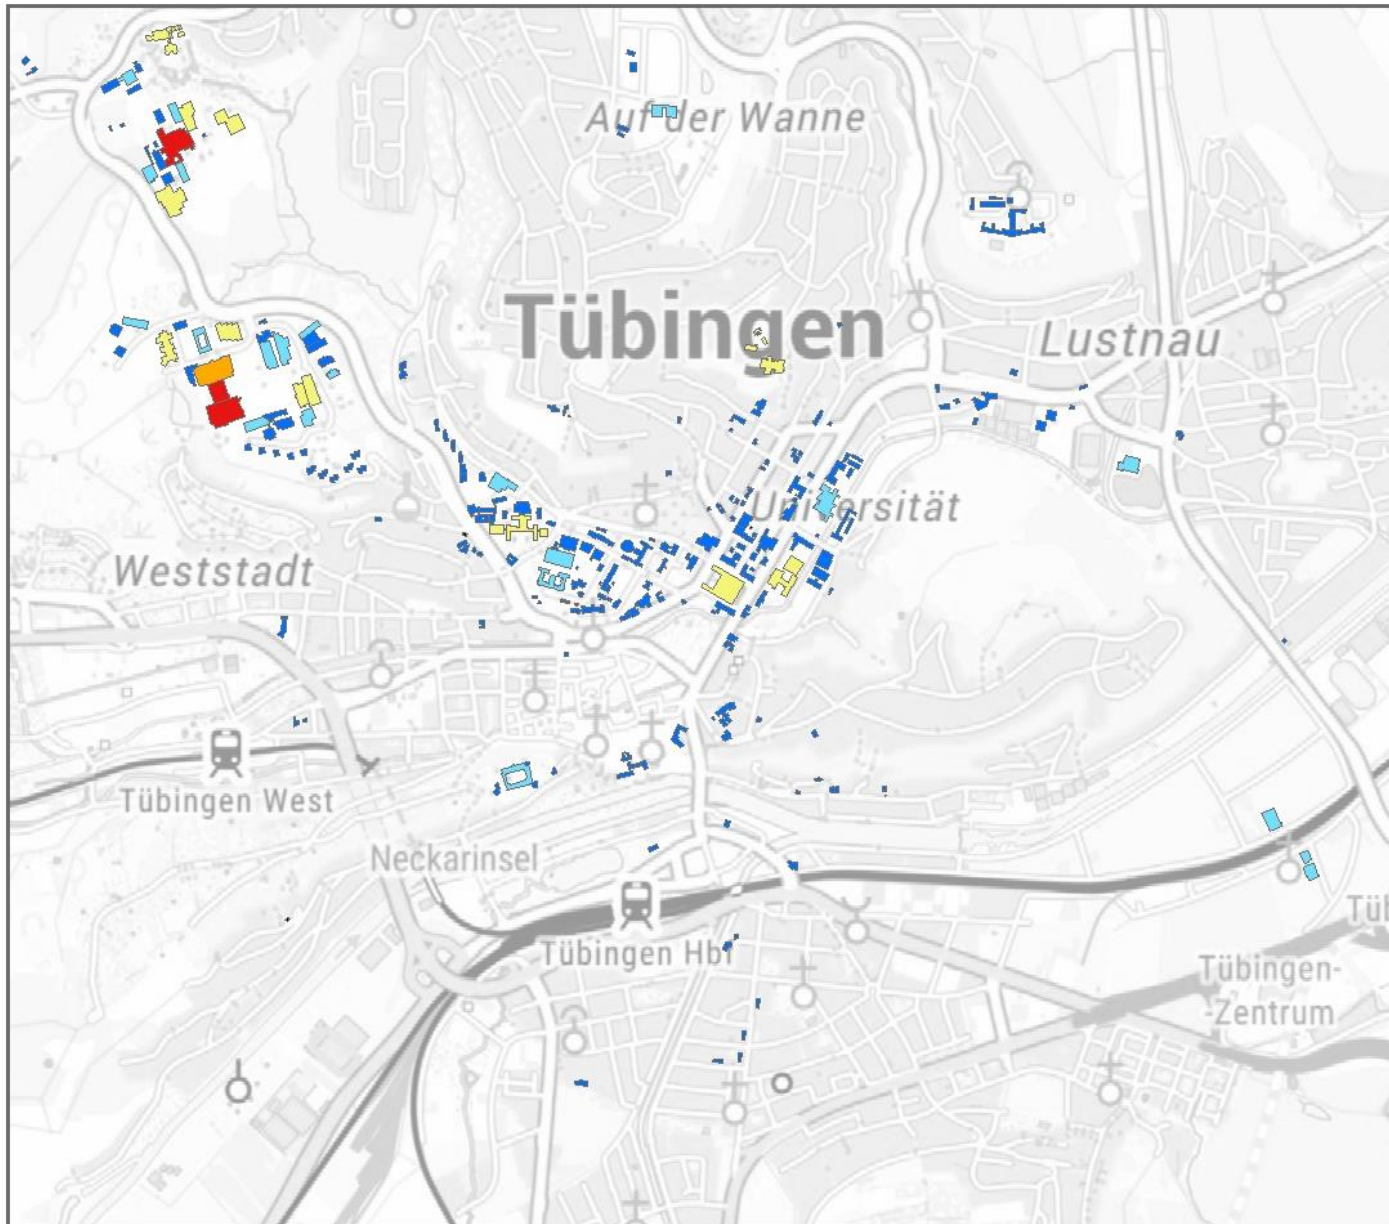 Auf der Wanne
Tübingen
Lustnau
Universität
Weststadt
Tübingen West
Neckarinsel
Tübingen Hbf
Tübingen-
-Zentrum